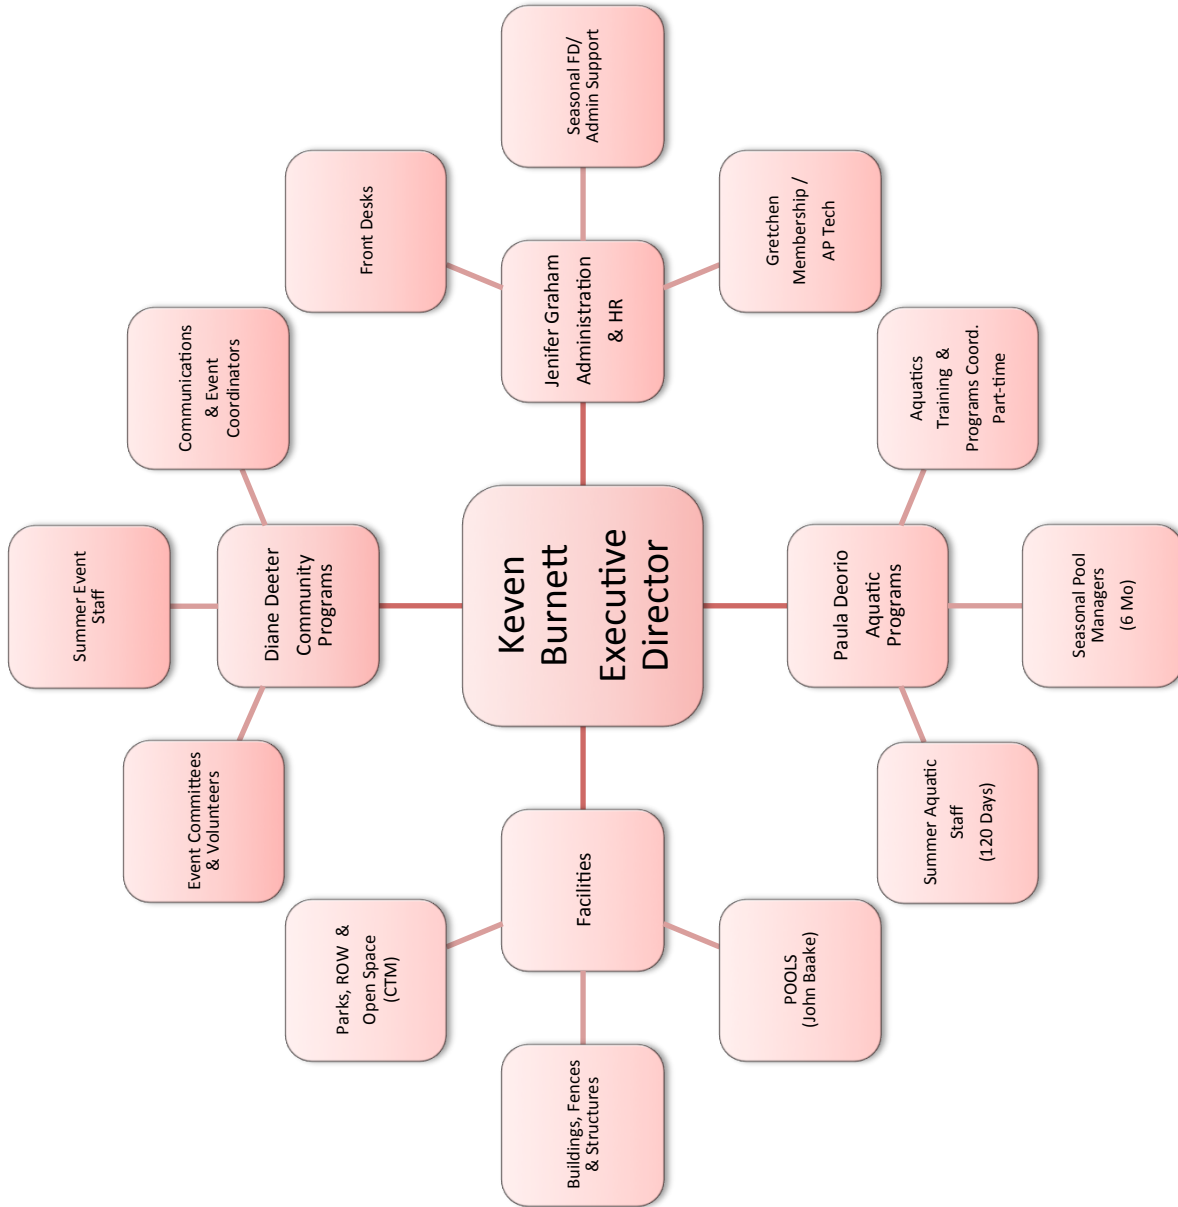 Keven
Burnett
Executive
Director
Jenifer Graham
Administration
& HR
Front Desks
Seasonal FD/
Admin Support
Gretchen
Membership /
AP Tech
Paula Deorio
Aquatic
Programs
Aquatics
Training  &
Programs Coord.
Part-time
Seasonal Pool
Managers
(6 Mo)
Summer Aquatic
Staff
(120 Days)
Facilities
POOLS
(John Baake)
Buildings, Fences
& Structures
Parks, ROW  &
Open Space
(CTM)
Diane Deeter
Community
Programs
Event Committees
& Volunteers
Summer Event
Staff
Communications
& Event
Coordinators